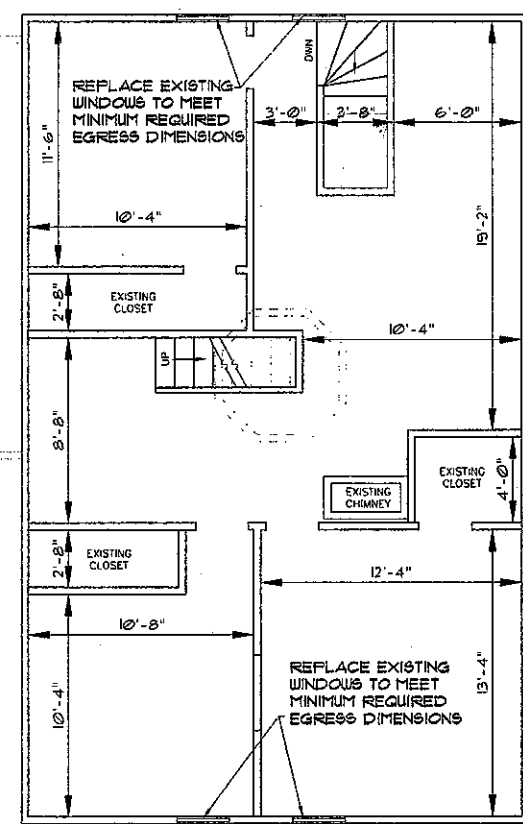 DWN
REPLACE EXISTING
WINDOWS TO MEET
MINIMUM REQUIRED
EGRESS DIMENSIONS
11'-6"
3'-0"
3'-8"
6'-0"
10'-4"
19'-2"
2'-8"
EXISTING
CLOSET
10'-4"
UP
8'-8"
EXISTING
CLOSET
4'-0"
EXISTING
CHIMNEY
2'-8"
EXISTING
CLOSET
12'-4"
10'-8"
13'-4"
REPLACE EXISTING
WINDOWS TO MEET
MINIMUM REQUIRED
EGRESS DIMENSIONS
10'-4"